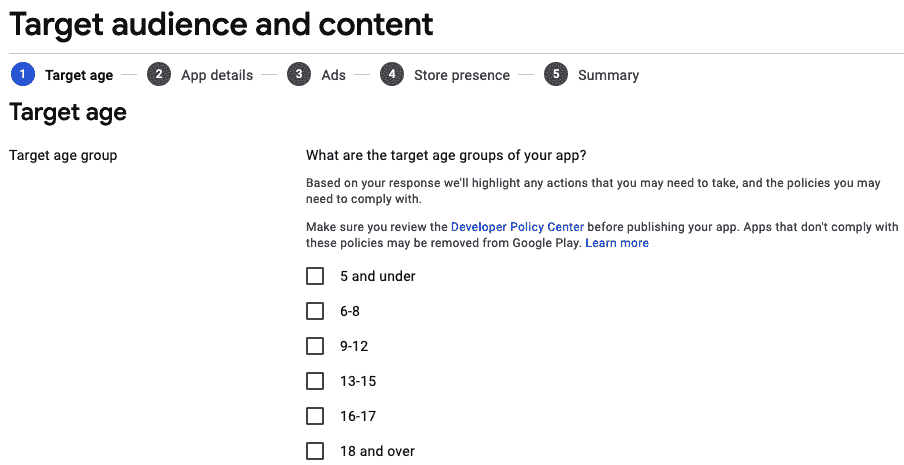 Target audience and content
1 Target age 2 App details 3 Ads 4 Store presence 5 Summary
Target age
Target age group
What are the target age groups of your app?
Based on your response we'll highlight any actions that you may need to take, and the policies you may
need to comply with.
Make sure you review the Developer Policy Center before publishing your app. Apps that don't comply with
these policies may be removed from Google Play. Learn more
5 and under
6-8
9-12
13-15
16-17
18 and over